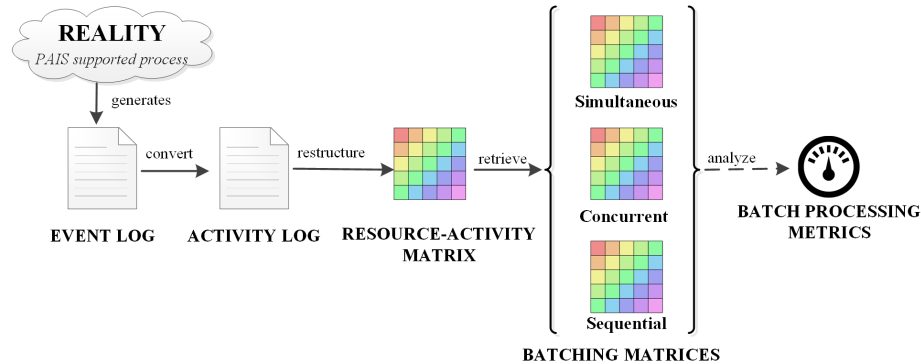 REALITY
PAIS supported process
generates
convert
restructure
retrieve
analyze
EVENT LOG
ACTIVITY LOG
RESOURCE-ACTIVITY
MATRIX
Simultaneous
Concurrent
Sequential
BATCHING MATRICES
BATCH PROCESSING
METRICS